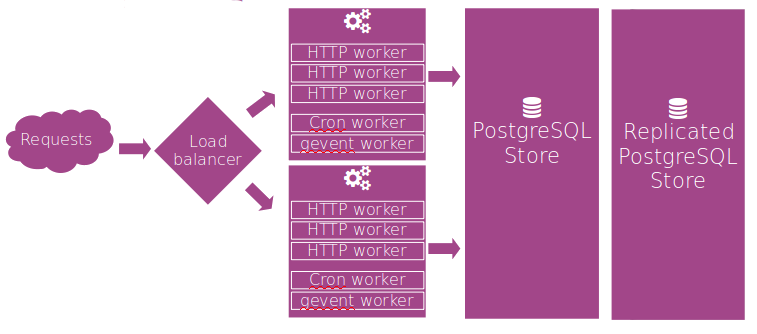 Requests
Load
balancer
HTTP worker
HTTP worker
HTTP worker
Cron worker
gevent worker
HTTP worker
HTTP worker
HTTP worker
Cron worker
gevent worker
PostgreSQL
Store
Replicated
PostgreSQL
Store